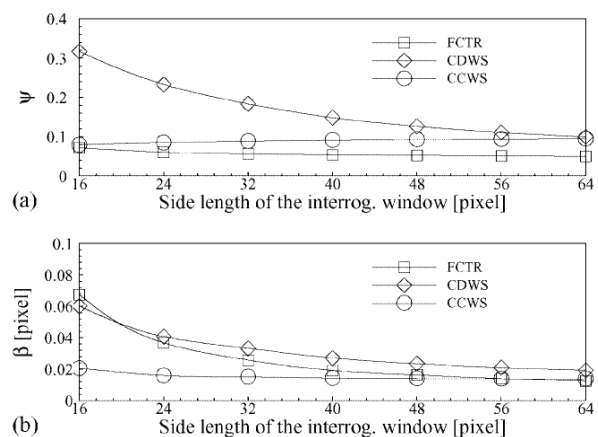 0.4
0.3
0.2
0.1
0
ψ
FCTR
CDWS
CCWS
16 24 32 40 48 56 64
(a) Side length of the interrog. window [pixel]
0.1
0.08
0.06
0.04
0.02
0
β [pixel]
FCTR
CDWS
CCWS
16 24 32 40 48 56 64
(b) Side length of the interrog. window [pixel]